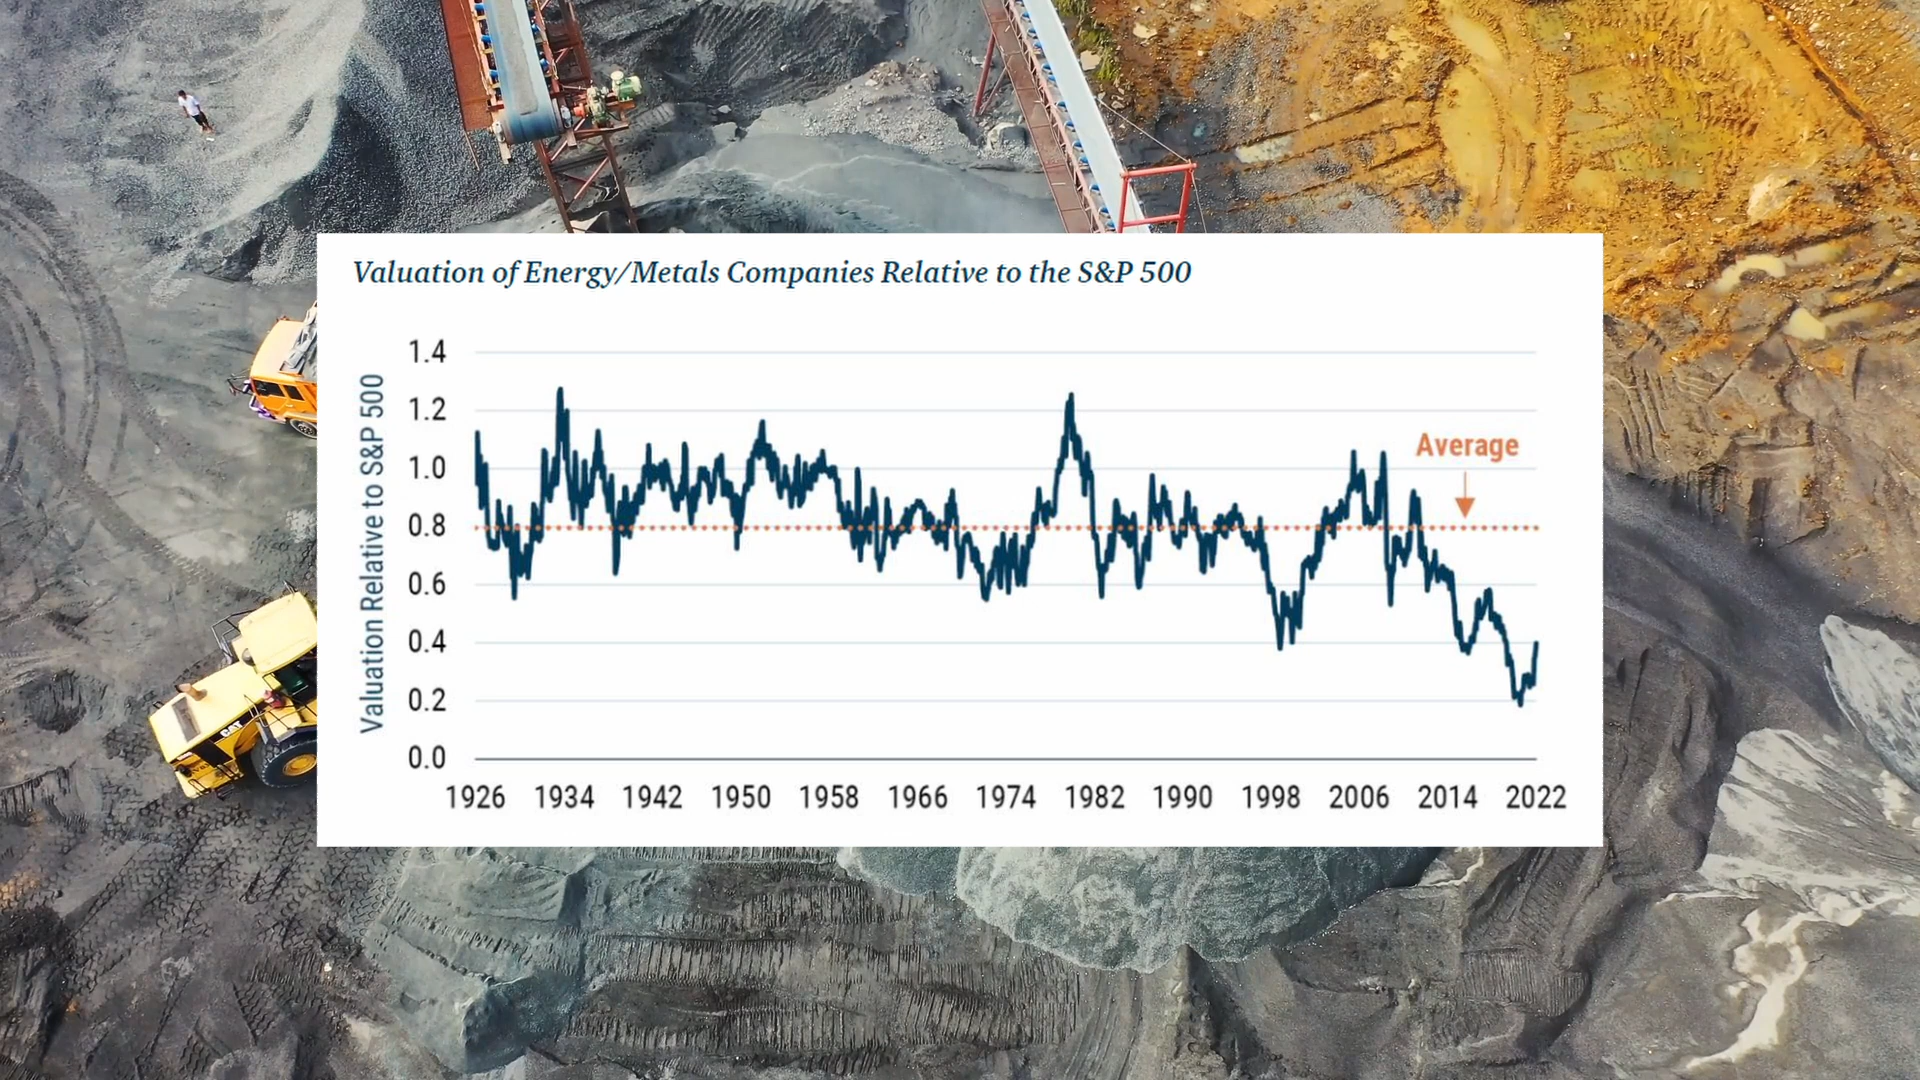 Valuation of Energy/Metals Companies Relative to the S&P 500
Valuation Relative to S&P 500
1.4
1.2
1.0
0.8
0.6
0.4
0.2
0.0
Average
1926 1934 1942 1950 1958 1966 1974 1982 1990 1998 2006 2014 2022
CAT